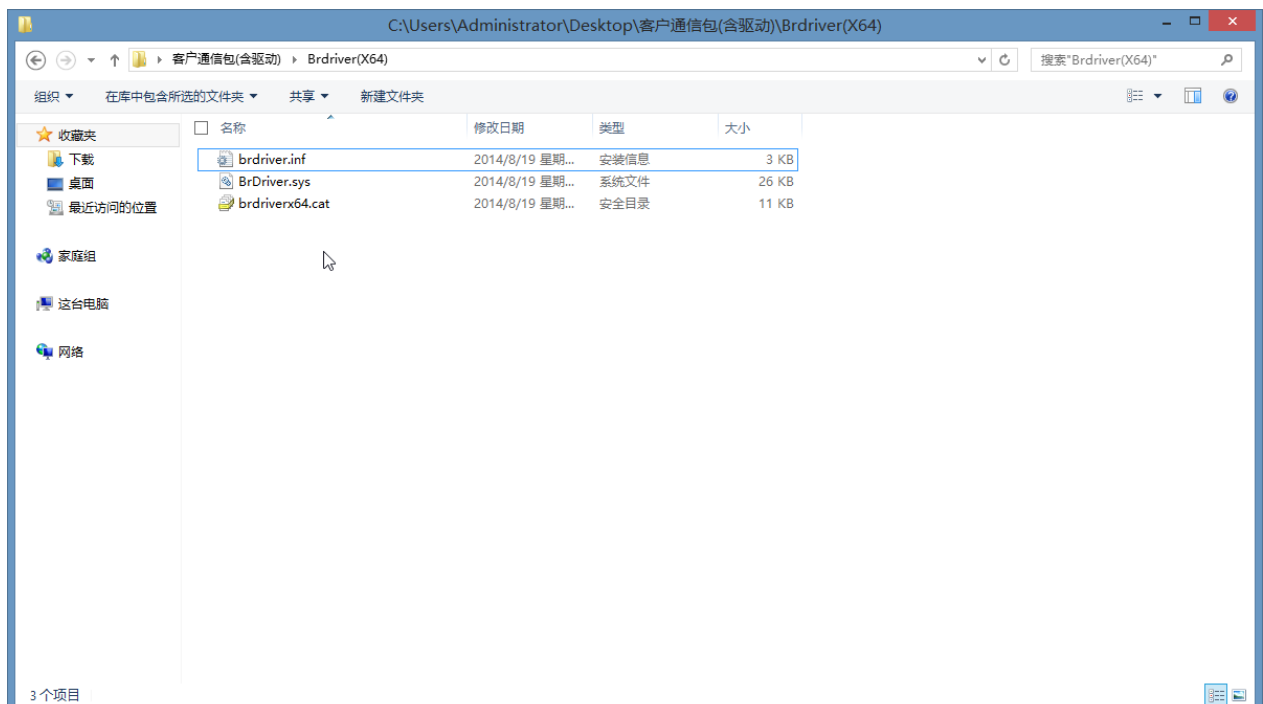 C:\Users\Administrator\Desktop\客户通信包(含驱动)\Brdriver(X64)
客户通信包(含驱动) Brdriver(X64) 搜索"Brdriver(X64)"
组织 在库中包含所选的文件夹 共享 新建文件夹
收藏夹
下载
桌面
最近访问的位置
家庭组
这台电脑
网络
名称 修改日期 类型 大小
brdriver.inf 2014/8/19 星期... 安装信息 3 KB
BrDriver.sys 2014/8/19 星期... 系统文件 26 KB
brdriverx64.cat 2014/8/19 星期... 安全目录 11 KB
3 个项目